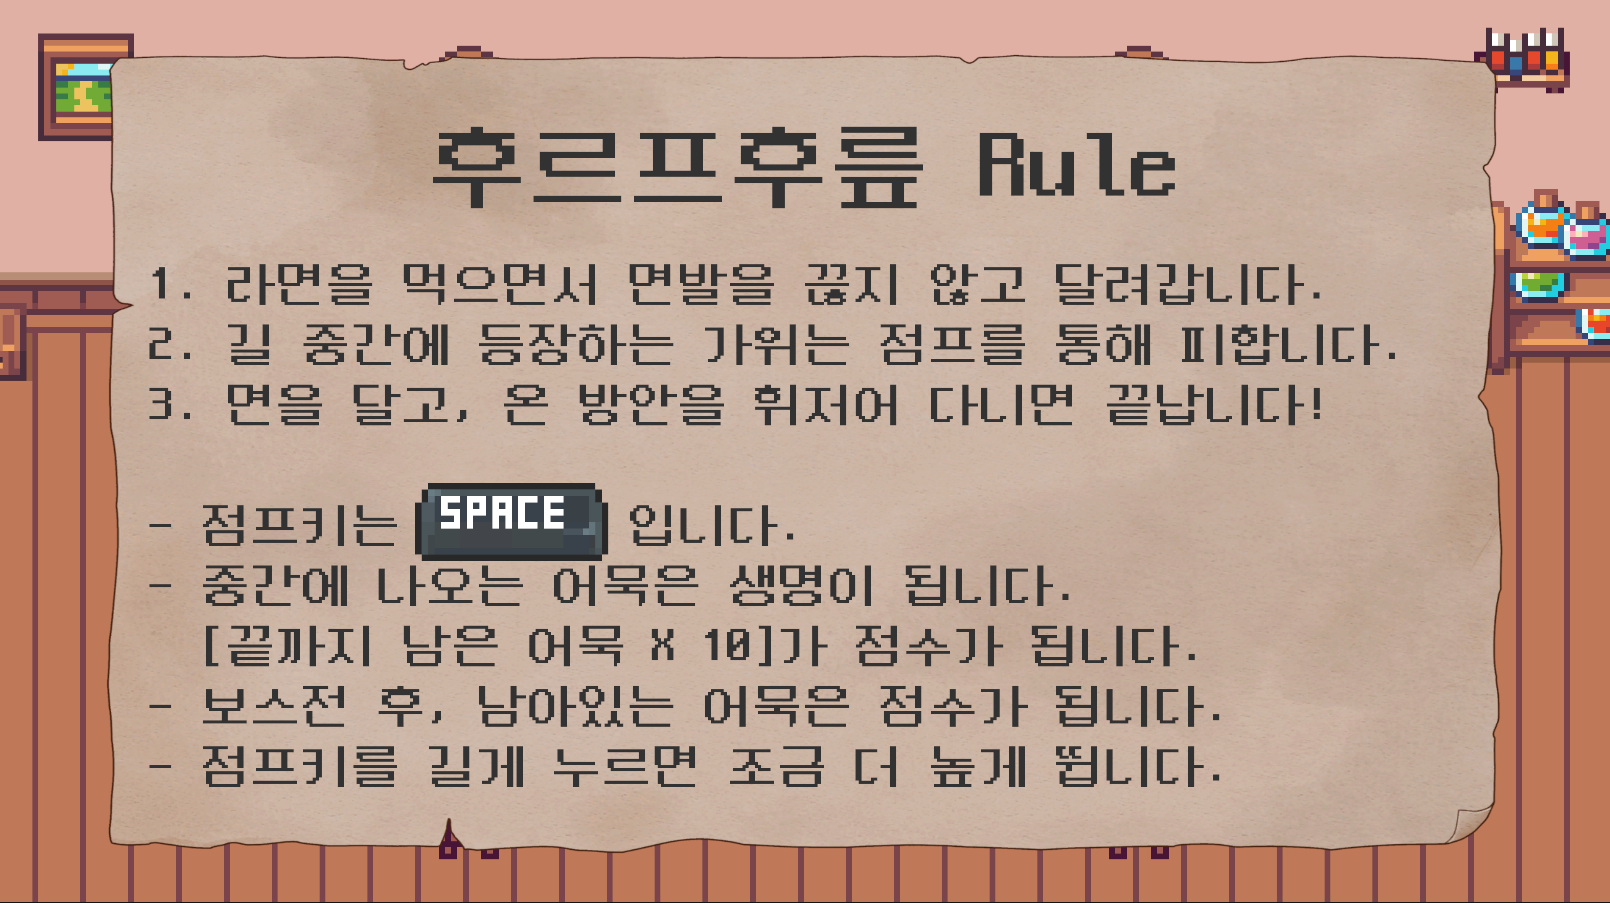 후르프후릅 Rule
1. 라면을 먹으면서 면발을 끊지 않고 달려갑니다.
2. 길 중간에 등장하는 가위는 점프를 통해 피합니다.
3. 면을 달고, 온 방안을 휘저어 다니면 끝납니다!
- 점프키는 SPACE 입니다.
- 중간에 나오는 어묵은 생명이 됩니다.
[끝까지 남은 어묵 X 10]가 점수가 됩니다.
- 보스전 후, 남아있는 어묵은 점수가 됩니다.
- 점프키를 길게 누르면 조금 더 높게 뜁니다.